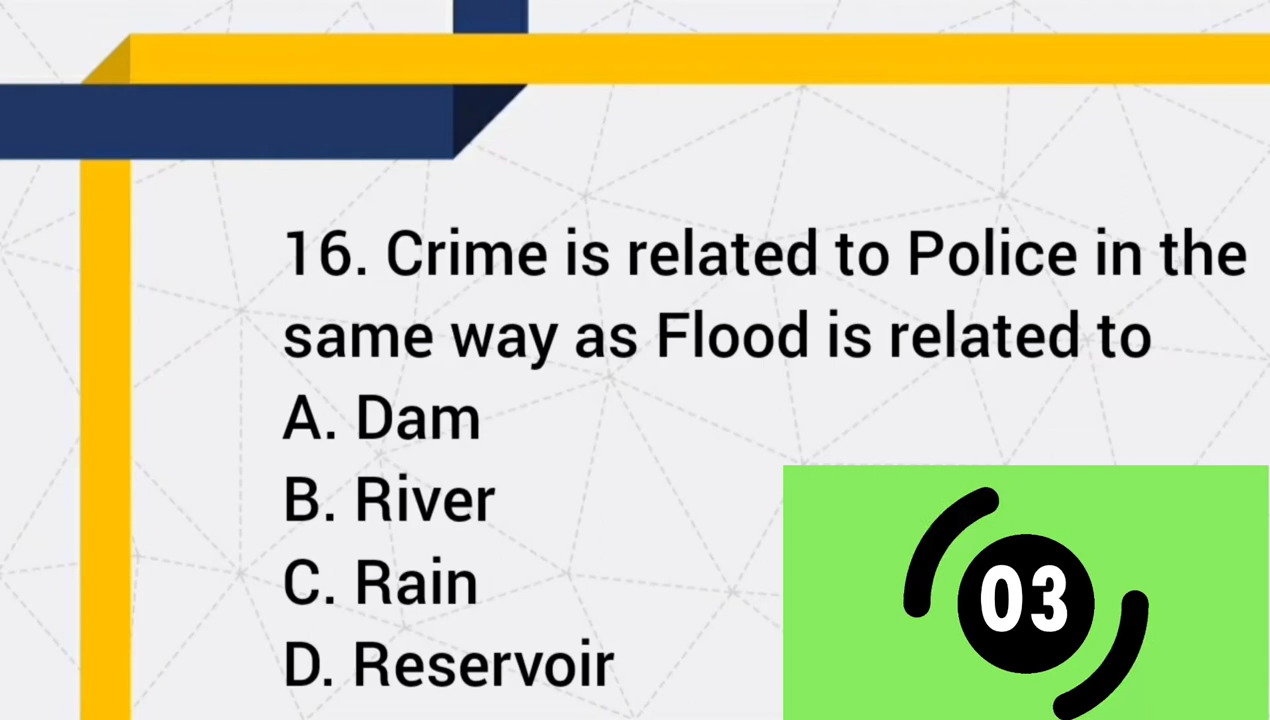 16. Crime is related to Police in the
same way as Flood is related to
A. Dam
B. River
C. Rain
D. Reservoir
03